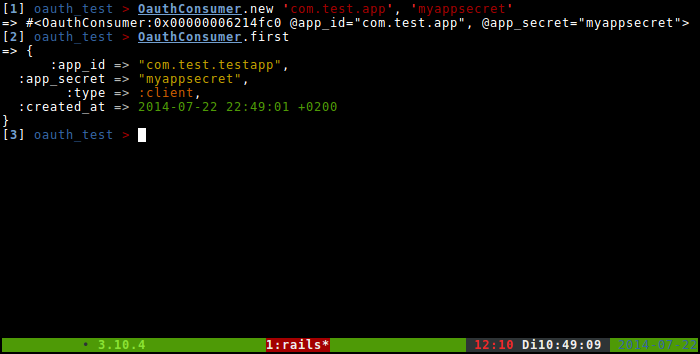 [1] oauth_test > OauthConsumer.new 'com.test.app', 'myappsecret'
=> #<OauthConsumer:0x00000006214fc0 @app_id="com.test.app", @app_secret="myappsecret">
[2] oauth_test > OauthConsumer.first
=> {
:app_id => "com.test.testapp",
:app_secret => "myappsecret",
:type => :client,
:created_at => 2014-07-22 22:49:01 +0200
}
[3] oauth_test >
• 3.10.4 1:rails* 12:10 Di10:49:09 2014-07-22